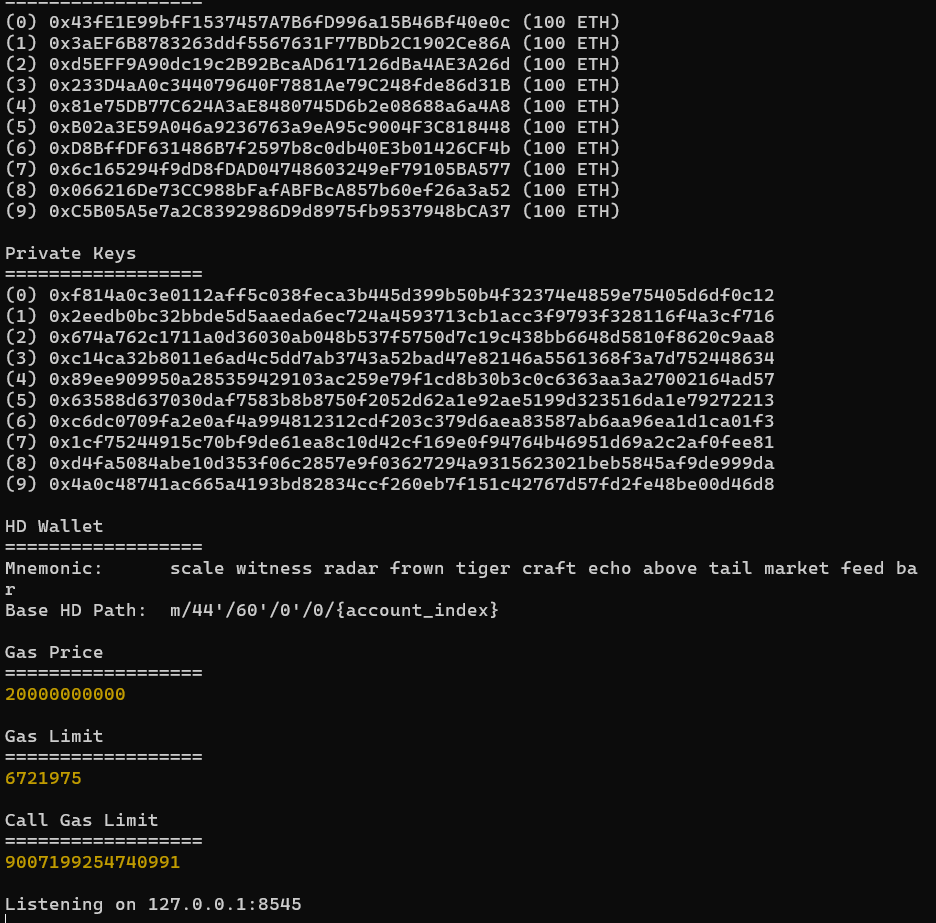 ==================
(0) 0x43fE1E99bfF1537457A7B6fD996a15B46Bf40e0c (100 ETH)
(1) 0x3aEF6B8783263ddf5567631F77BDb2C1902Ce86A (100 ETH)
(2) 0xd5EFF9A90dc19c2B92BcaAD617126dBa4AE3A26d (100 ETH)
(3) 0x233D4aA0c344079640F7881Ae79C248fde86d31B (100 ETH)
(4) 0x81e75DB77C624A3aE8480745D6b2e08688a6a4A8 (100 ETH)
(5) 0xB02a3E59A046a9236763a9eA95c9004F3C818448 (100 ETH)
(6) 0xD8BffDF631486B7f2597b8c0db40E3b01426CF4b (100 ETH)
(7) 0x6c165294f9dD8fDAD04748603249eF79105BA577 (100 ETH)
(8) 0x066216De73CC988bFafABFBcA857b60ef26a3a52 (100 ETH)
(9) 0xC5B05A5e7a2C8392986D9d8975fb9537948bCA37 (100 ETH)

Private Keys
==================
(0) 0xf814a0c3e0112aff5c038feca3b445d399b50b4f32374e4859e75405d6df0c12
(1) 0x2eedb0bc32bbde5d5aaeda6ec724a4593713cb1acc3f9793f328116f4a3cf716
(2) 0x674a762c1711a0d36030ab048b537f5750d7c19c438bb6648d5810f8620c9aa8
(3) 0xc14ca32b8011e6ad4c5dd7ab3743a52bad47e82146a5561368f3a7d752448634
(4) 0x89ee909950a285359429103ac259e79f1cd8b30b3c0c6363aa3a27002164ad57
(5) 0x63588d637030daf7583b8b8750f2052d62a1e92ae5199d323516da1e79272213
(6) 0xc6dc0709fa2e0af4a994812312cdf203c379d6aea83587ab6aa96ea1d1ca01f3
(7) 0x1cf75244915c70bf9de61ea8c10d42cf169e0f94764b46951d69a2c2af0fee81
(8) 0xd4fa5084abe10d353f06c2857e9f03627294a9315623021beb5845af9de999da
(9) 0x4a0c48741ac665a4193bd82834ccf260eb7f151c42767d57fd2fe48be00d46d8

HD Wallet
==================
Mnemonic:      scale witness radar frown tiger craft echo above tail market feed ba
r
Base HD Path:  m/44'/60'/0'/0/{account_index}

Gas Price
==================
20000000000

Gas Limit
==================
6721975

Call Gas Limit
==================
9007199254740991

Listening on 127.0.0.1:8545